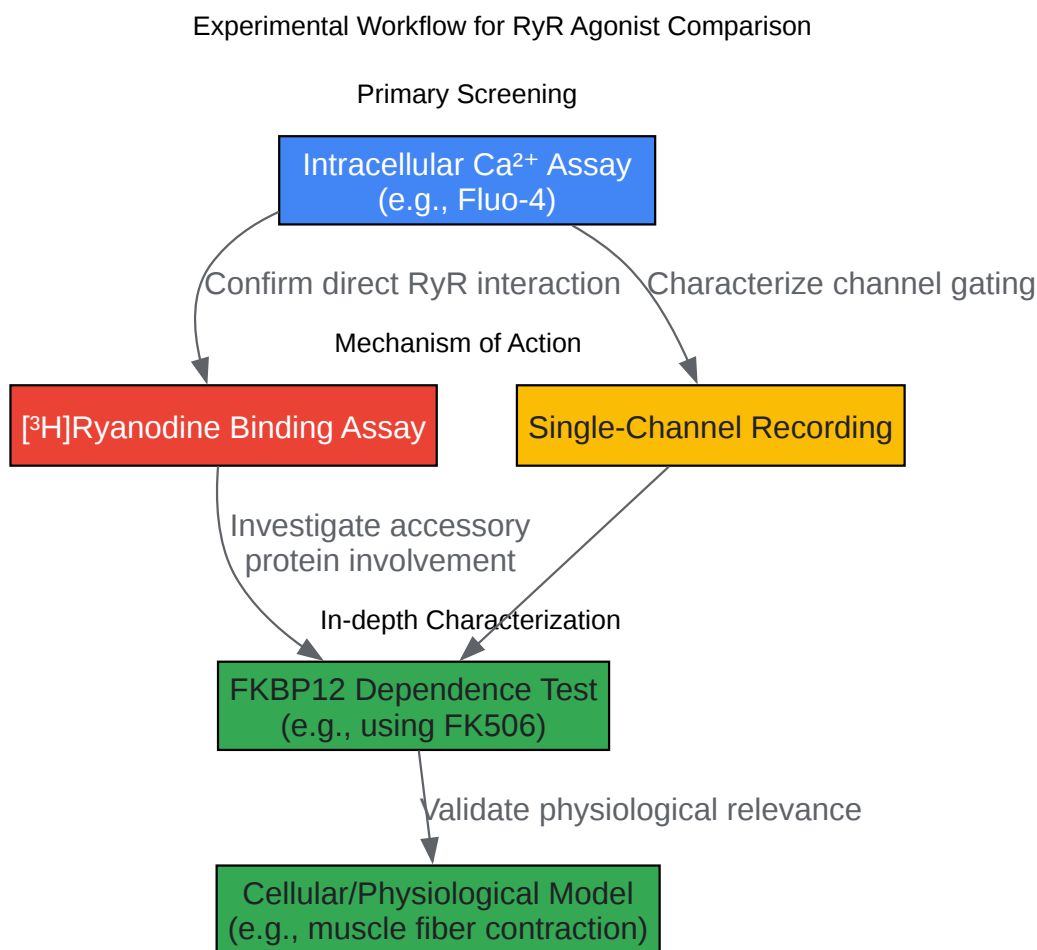 Experimental Workflow for RyR Agonist Comparison
Primary Screening
Intracellular Ca²⁺ Assay
(e.g., Fluo-4)
Confirm direct RyR interaction
Characterize channel gating
Mechanism of Action
[³H]Ryanodine Binding Assay
Single-Channel Recording
Investigate accessory
protein involvement
In-depth Characterization
FKBP12 Dependence Test
(e.g., using FK506)
Validate physiological relevance
Cellular/Physiological Model
(e.g., muscle fiber contraction)